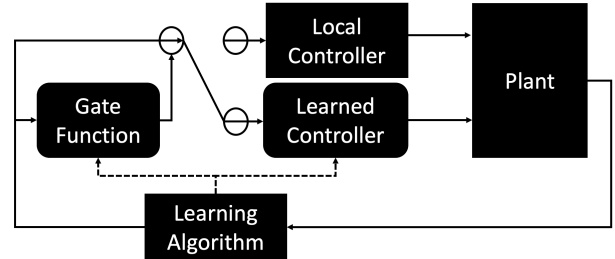 Local
Controller
Plant
Gate
Function
Learned
Controller
Learning
Algorithm